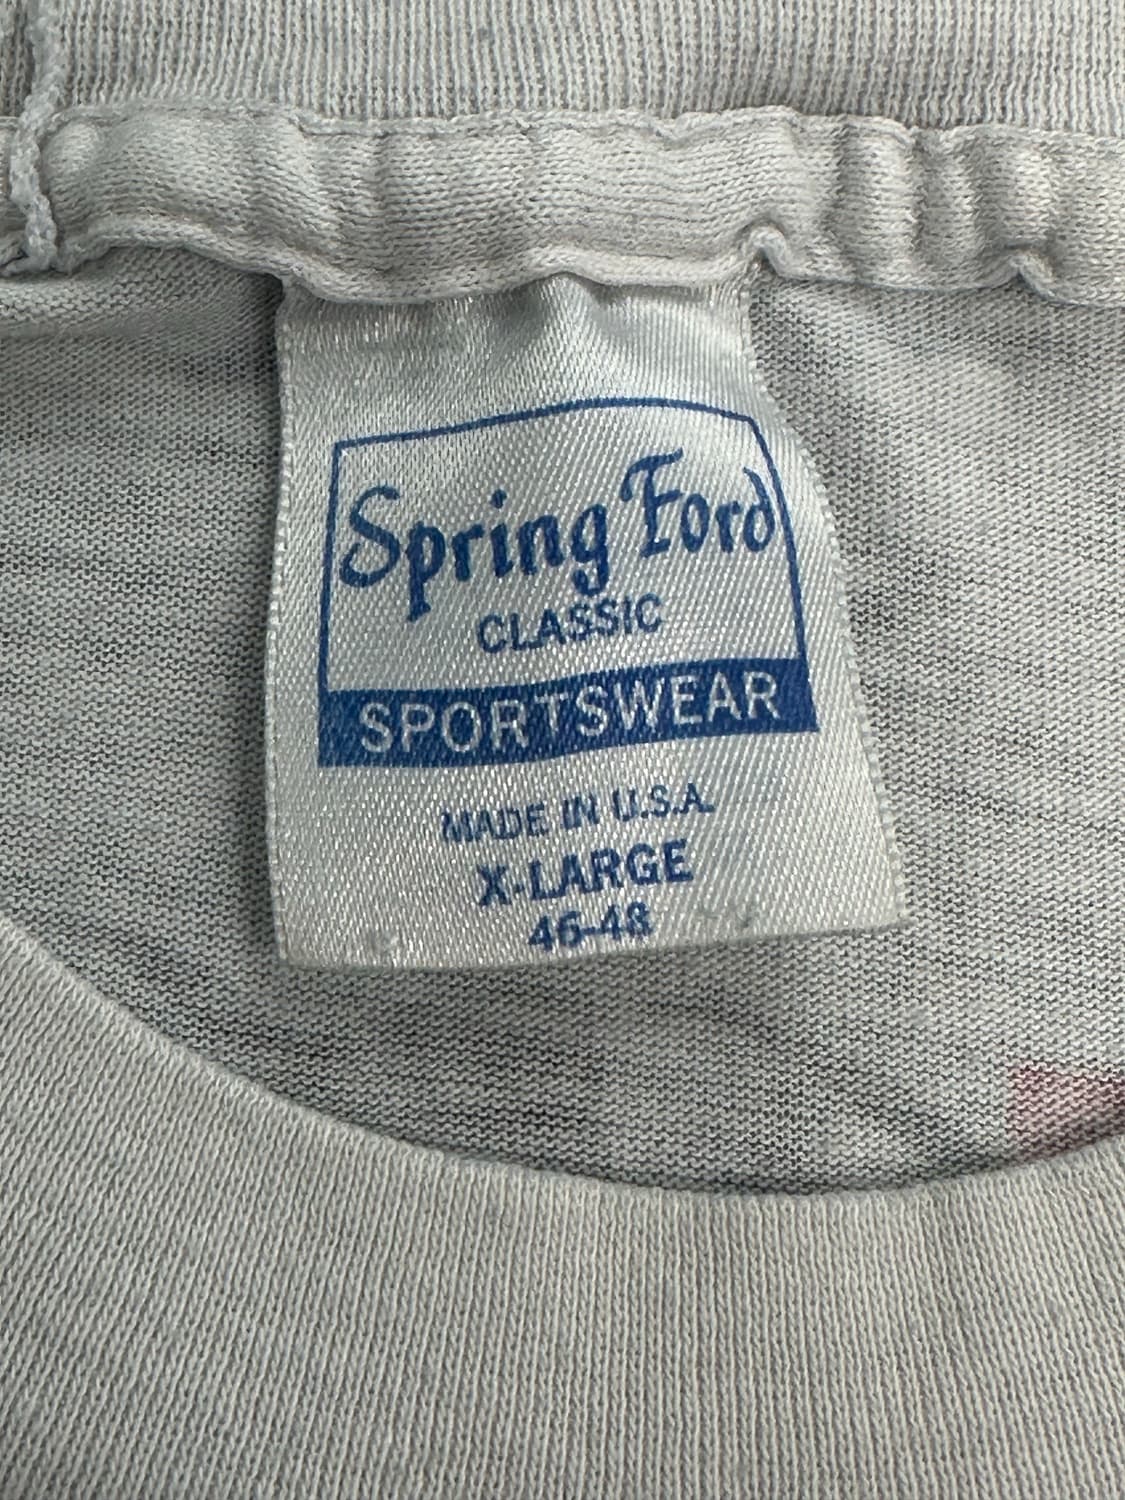 Spring Ford
CLASSIC
SPORTSWEAR
MADE IN U.S.A.
X-LARGE
46-48